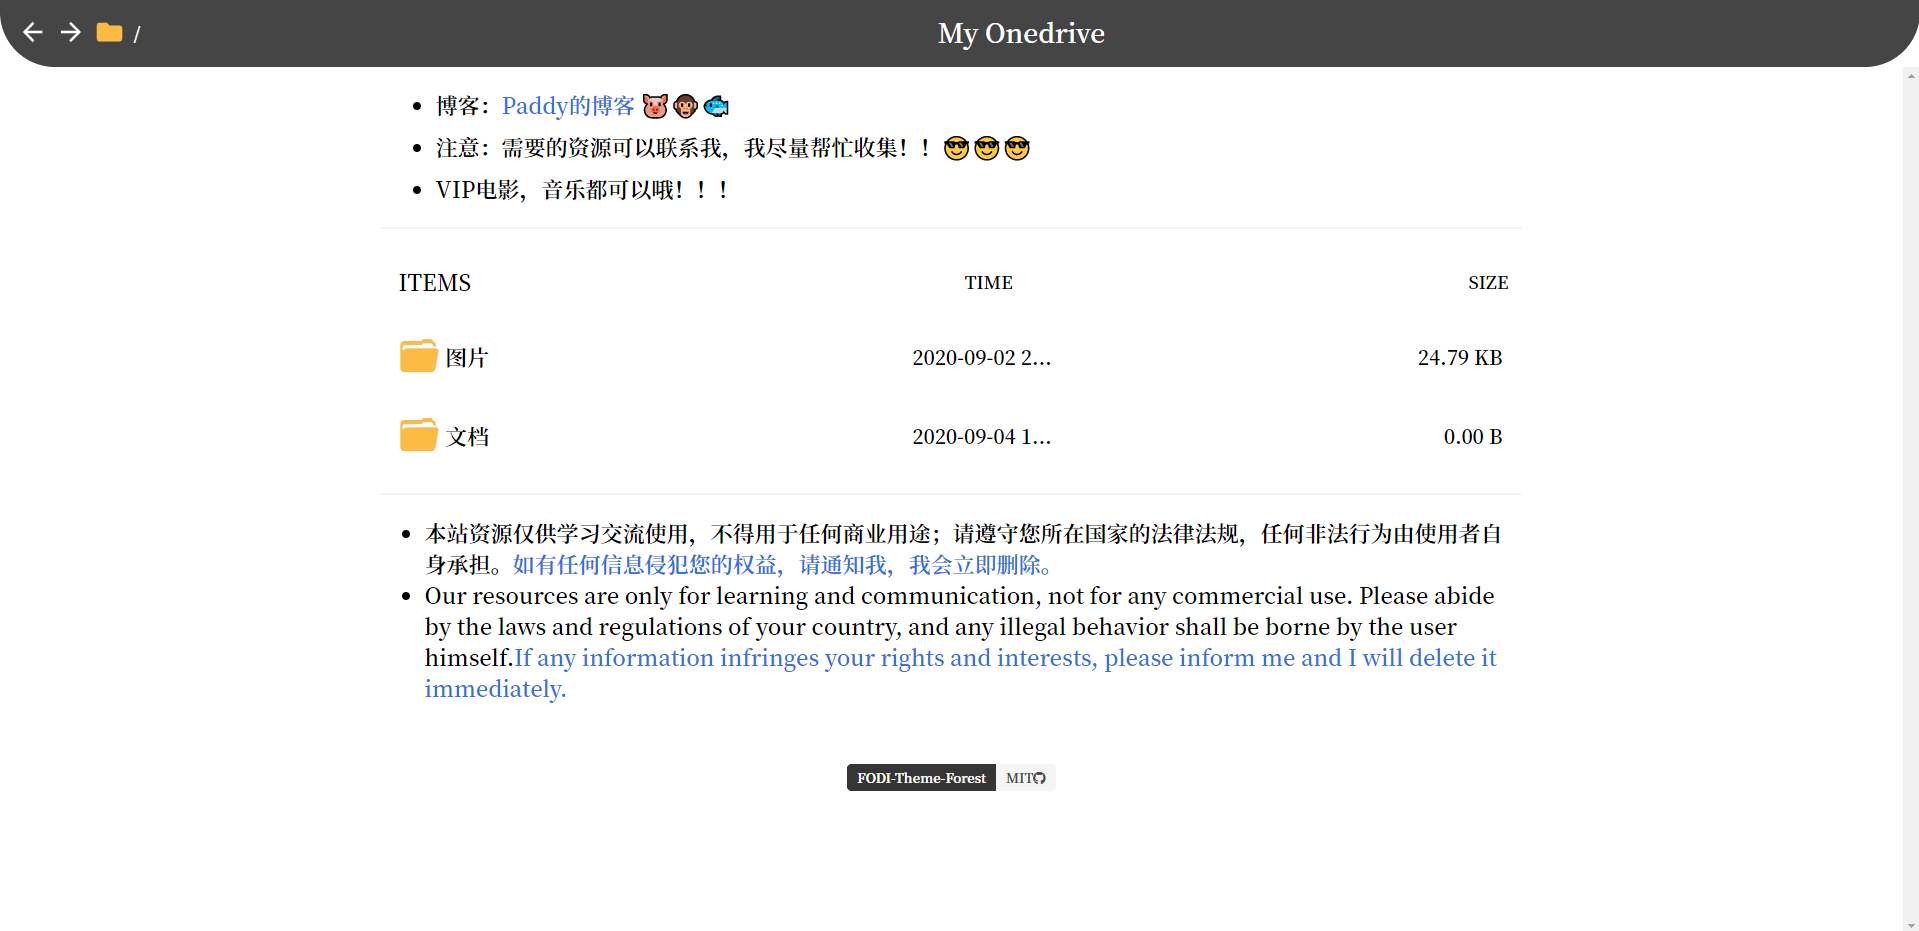 / My Onedrive
博客：Paddy的博客 🐷🐵🐟
注意：需要的资源可以联系我，我尽量帮忙收集！！ 😎😎😎
VIP电影，音乐都可以哦！！！
ITEMS TIME SIZE
图片 2020-09-02 2... 24.79 KB
文档 2020-09-04 1... 0.00 B
本站资源仅供学习交流使用，不得用于任何商业用途；请遵守您所在国家的法律法规，任何非法行为由使用者自
身承担。如有任何信息侵犯您的权益，请通知我，我会立即删除。
Our resources are only for learning and communication, not for any commercial use. Please abide
by the laws and regulations of your country, and any illegal behavior shall be borne by the user
himself.If any information infringes your rights and interests, please inform me and I will delete it
immediately.
FODI-Theme-Forest MIT